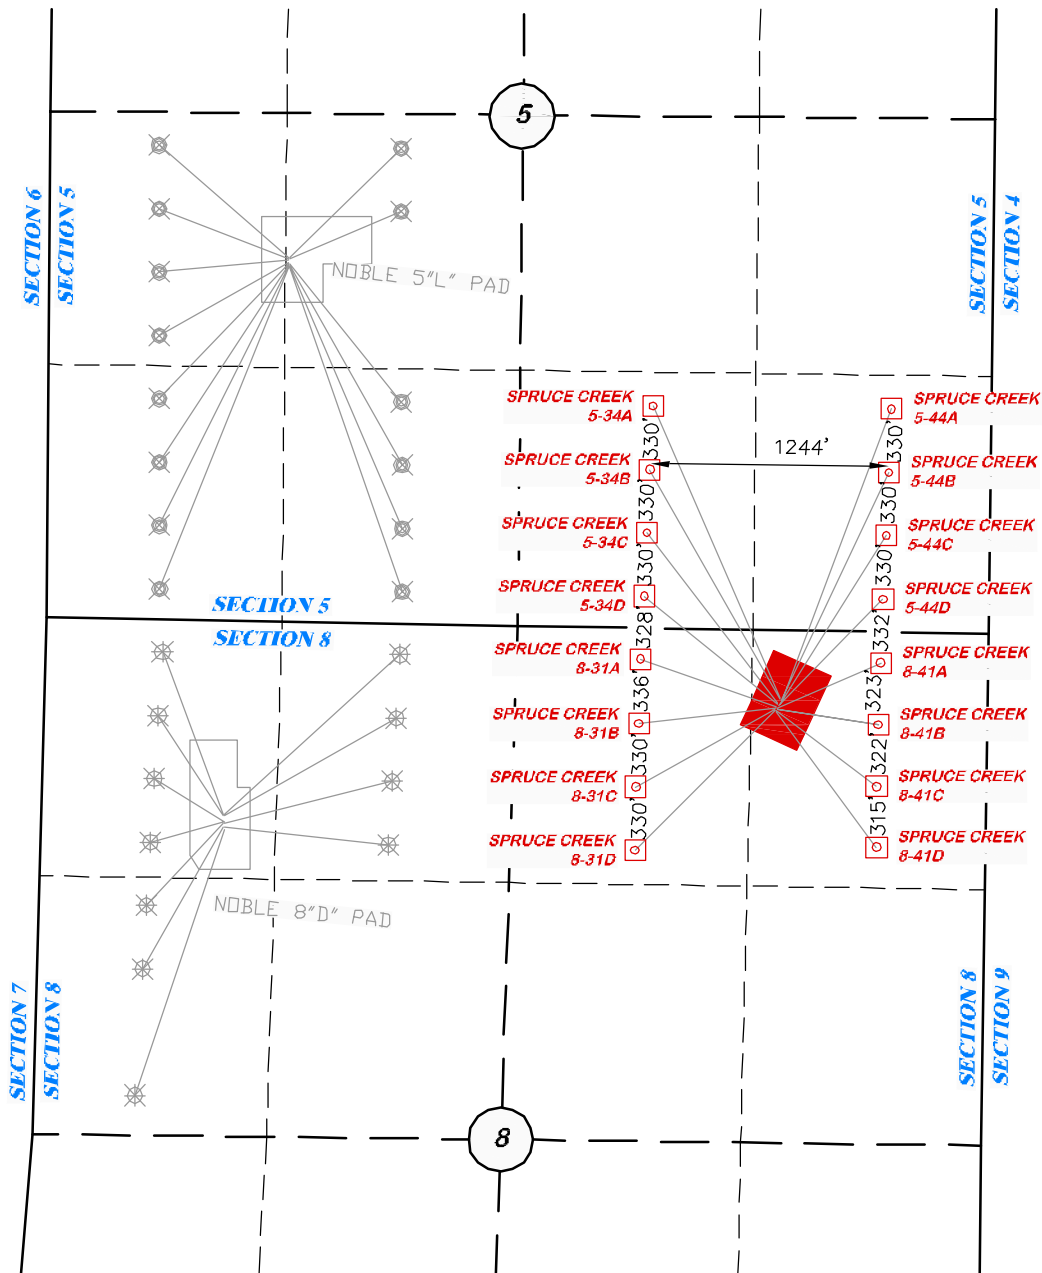 5
SECTION 6
SECTION 5
SECTION 5
SECTION 4
NOBLE 5"L" PAD
SPRUCE CREEK
5-34A
SPRUCE CREEK
5-44A
330'
330'
1244'
SPRUCE CREEK
5-34B
SPRUCE CREEK
5-44B
330'
330'
SPRUCE CREEK
5-34C
SPRUCE CREEK
5-44C
330'
330'
SPRUCE CREEK
5-34D
SPRUCE CREEK
5-44D
SECTION 5
SECTION 8
328'
332'
SPRUCE CREEK
8-31A
SPRUCE CREEK
8-41A
336'
323'
SPRUCE CREEK
8-31B
SPRUCE CREEK
8-41B
330'
322'
SPRUCE CREEK
8-31C
SPRUCE CREEK
8-41C
330'
315'
SPRUCE CREEK
8-31D
SPRUCE CREEK
8-41D
NOBLE 8"D" PAD
SECTION 7
SECTION 8
SECTION 8
SECTION 9
8